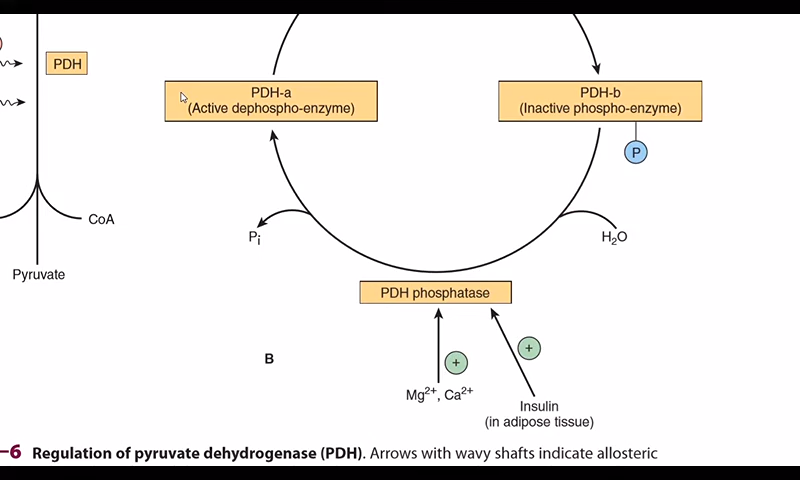 PDH
PDH-a
(Active dephospho-enzyme)
PDH-b
(Inactive phospho-enzyme)
P
CoA
Pi
H2O
Pyruvate
PDH phosphatase
B
+
+
Mg2+, Ca2+
Insulin
(in adipose tissue)
–6 Regulation of pyruvate dehydrogenase (PDH). Arrows with wavy shafts indicate allosteric